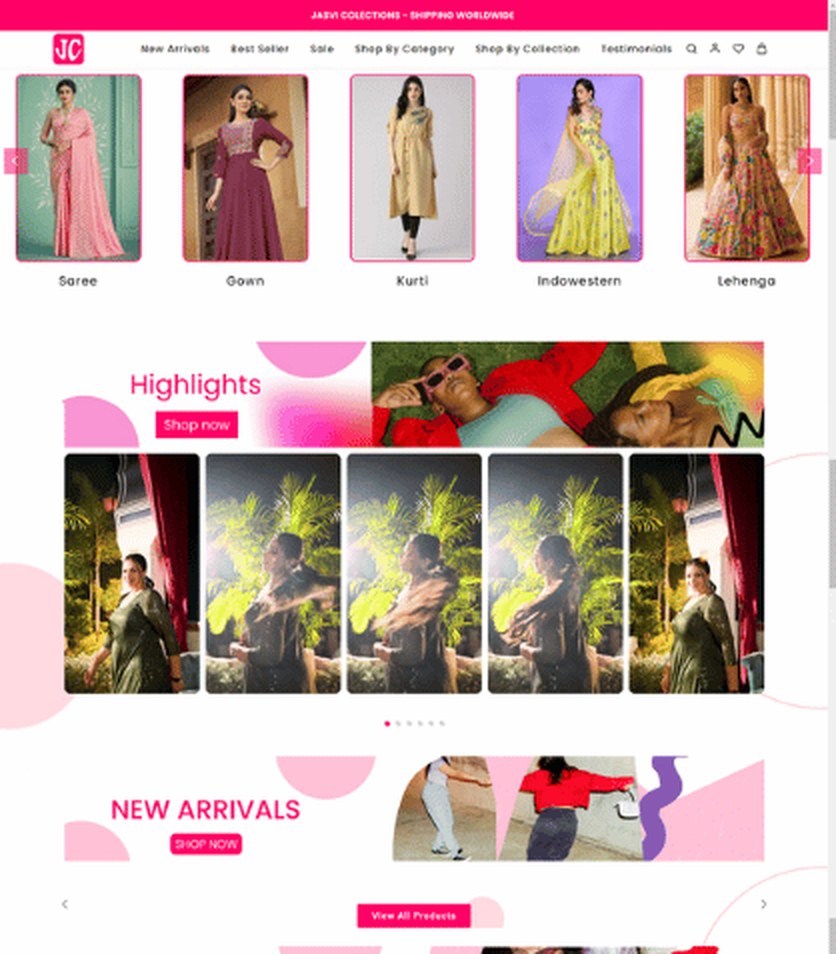 JASVI COLECTIONS - SHIPPING WORLDWIDE
JC
New Arrivals Best Seller Sale Shop By Category Shop By Collection Testimonials
Saree Gown Kurti Indowestern Lehenga
Highlights
Shop now
NEW ARRIVALS
SHOP NOW
View All Products